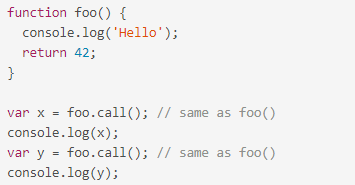 function foo() {
  console.log('Hello');
  return 42;
}

var x = foo.call(); // same as foo()
console.log(x);
var y = foo.call(); // same as foo()
console.log(y);